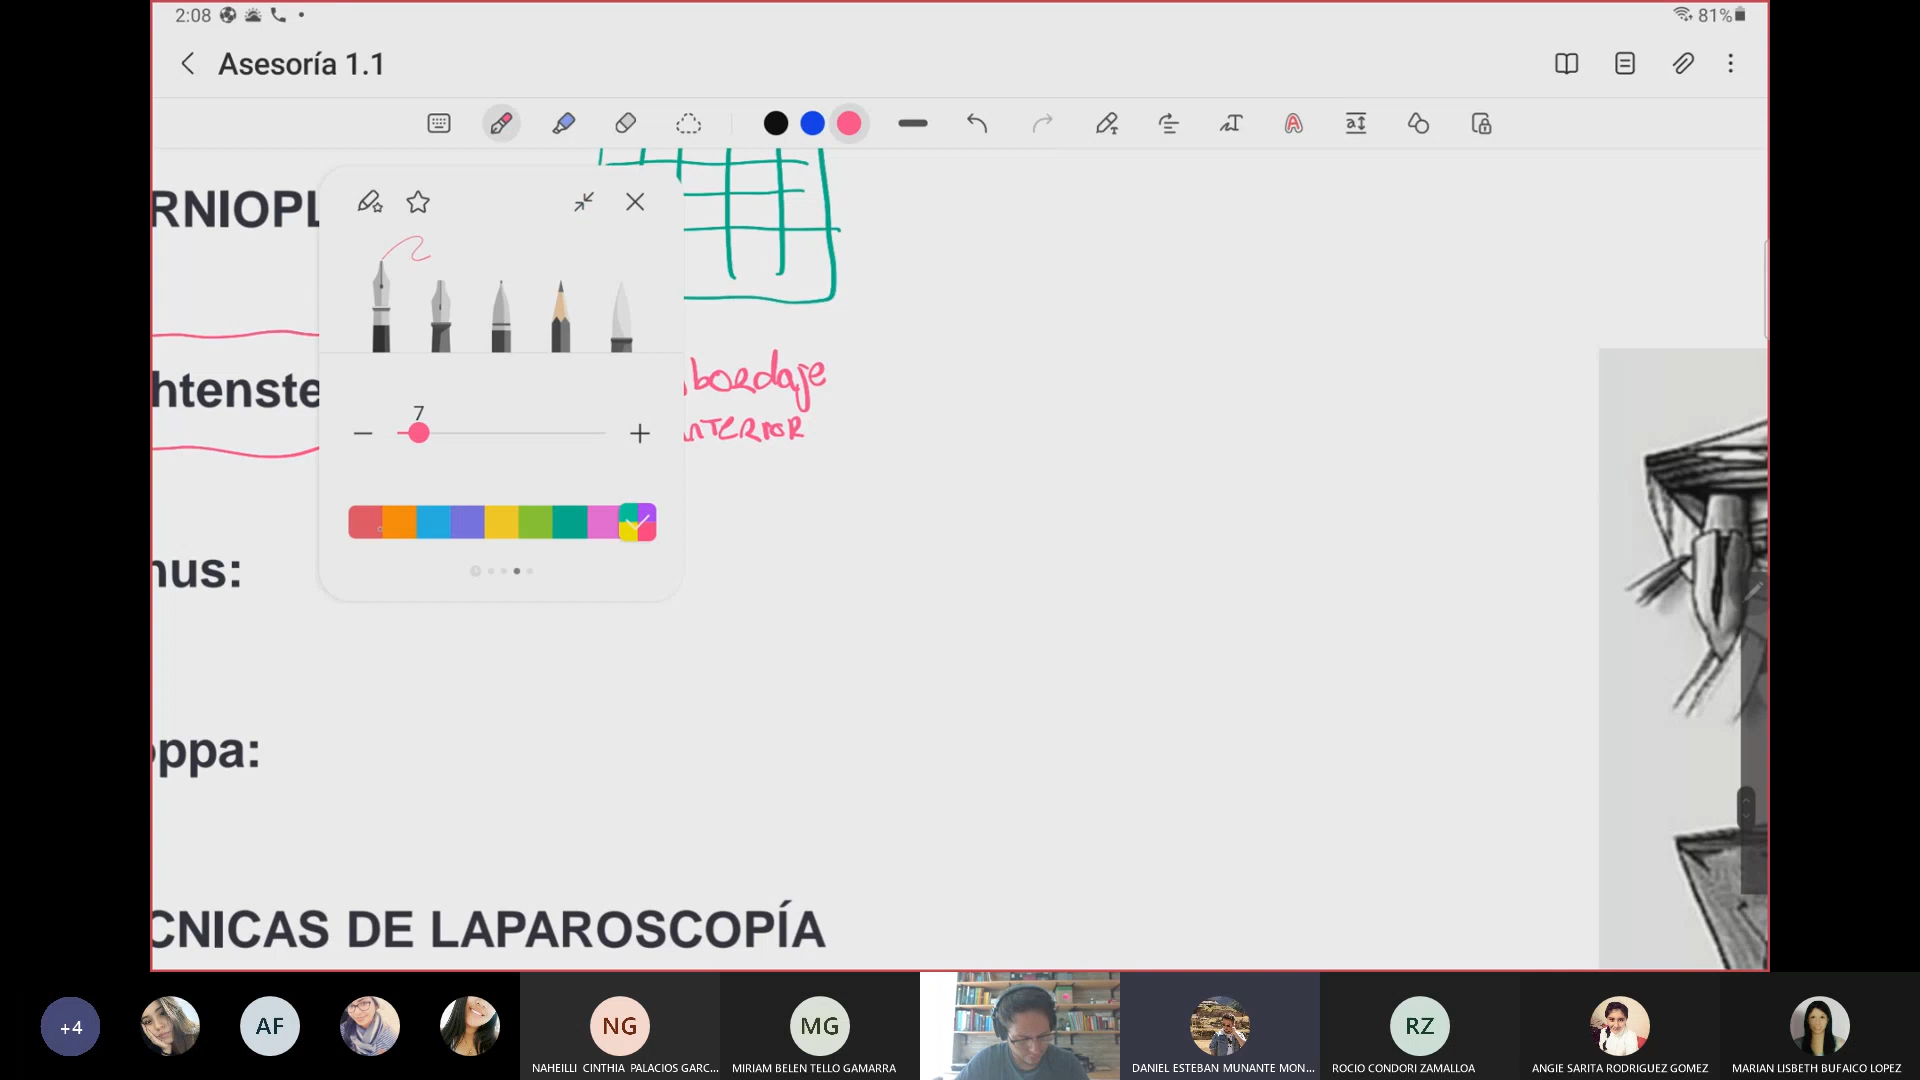 2:08
81%
Asesoría 1.1
RNIOPL
htenste
bordaje
nTERIOR
7
nus:
oppa:
CNICAS DE LAPAROSCOPÍA
+4
AF
NG
MG
RZ
NAHEILLI CINTHIA PALACIOS GARC...
MIRIAM BELEN TELLO GAMARRA
DANIEL ESTEBAN MUNANTE MON...
ROCIO CONDORI ZAMALLOA
ANGIE SARITA RODRIGUEZ GOMEZ
MARIAN LISBETH BUFAICO LOPEZ